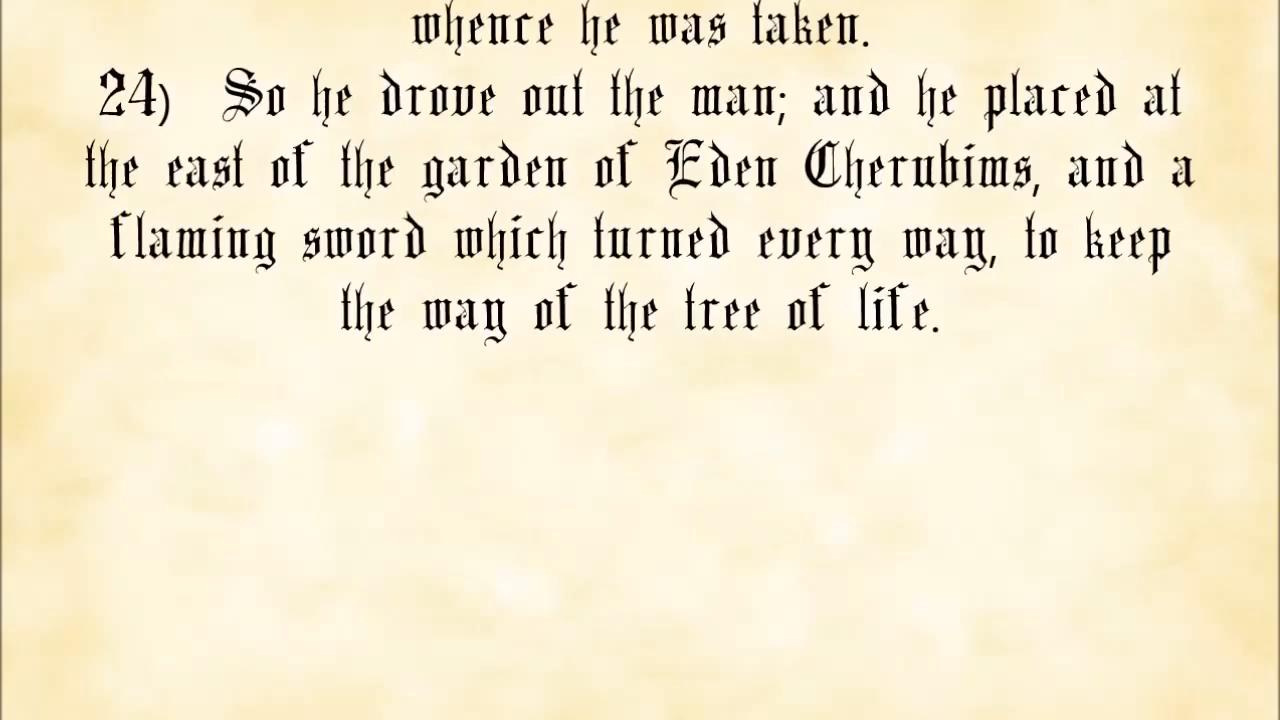 whence he was taken.
24) So he drove out the man; and he placed at
the east of the garden of Eden Cherubims, and a
flaming sword which turned every way, to keep
the way of the tree of life.